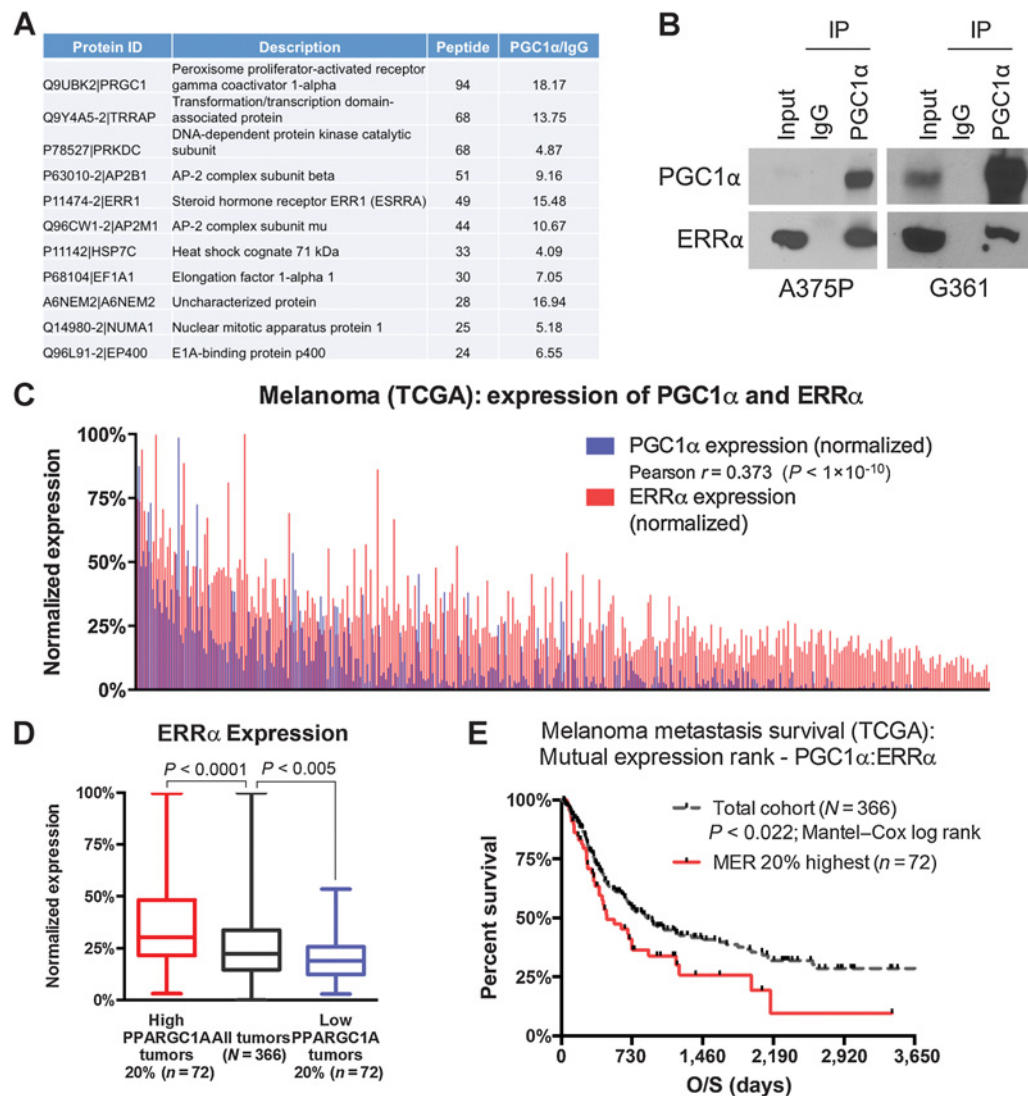 A
Protein ID Description Peptide PGC1α/IgG
Peroxisome proliferator-activated receptor
Q9UBK2|PRGC1 gamma coactivator 1-alpha 94 18.17
Transformation/transcription domain-
Q9Y4A5-2|TRRAP associated protein 68 13.75
DNA-dependent protein kinase catalytic
P78527|PRKDC subunit 68 4.87
P63010-2|AP2B1 AP-2 complex subunit beta 51 9.16
P11474-2|ERR1 Steroid hormone receptor ERR1 (ESRRA) 49 15.48
Q96CW1-2|AP2M1 AP-2 complex subunit mu 44 10.67
P11142|HSP7C Heat shock cognate 71 kDa 33 4.09
P68104|EF1A1 Elongation factor 1-alpha 1 30 7.05
A6NEM2|A6NEM2 Uncharacterized protein 28 16.94
Q14980-2|NUMA1 Nuclear mitotic apparatus protein 1 25 5.18
Q96L91-2|EP400 E1A-binding protein p400 24 6.55
B
IP IP
Input IgG PGC1α Input IgG PGC1α
PGC1α
ERRα
A375P G361
C
Melanoma (TCGA): expression of PGC1α and ERRα
Normalized expression
100%
75%
50%
25%
0%
PGC1α expression (normalized)
Pearson r = 0.373 (P < 1×10-10)
ERRα expression
(normalized)
D
ERRα Expression
P < 0.0001 P < 0.005
Normalized expression
100%
75%
50%
25%
0%
High Low
PPARGC1A All tumors PPARGC1A
tumors (N = 366) tumors
20% (n = 72) 20% (n = 72)
E
Melanoma metastasis survival (TCGA):
Mutual expression rank - PGC1α:ERRα
Percent survival
100%
75%
50%
25%
0%
Total cohort (N = 366)
P < 0.022; Mantel–Cox log rank
MER 20% highest (n = 72)
0 730 1,460 2,190 2,920 3,650
O/S (days)